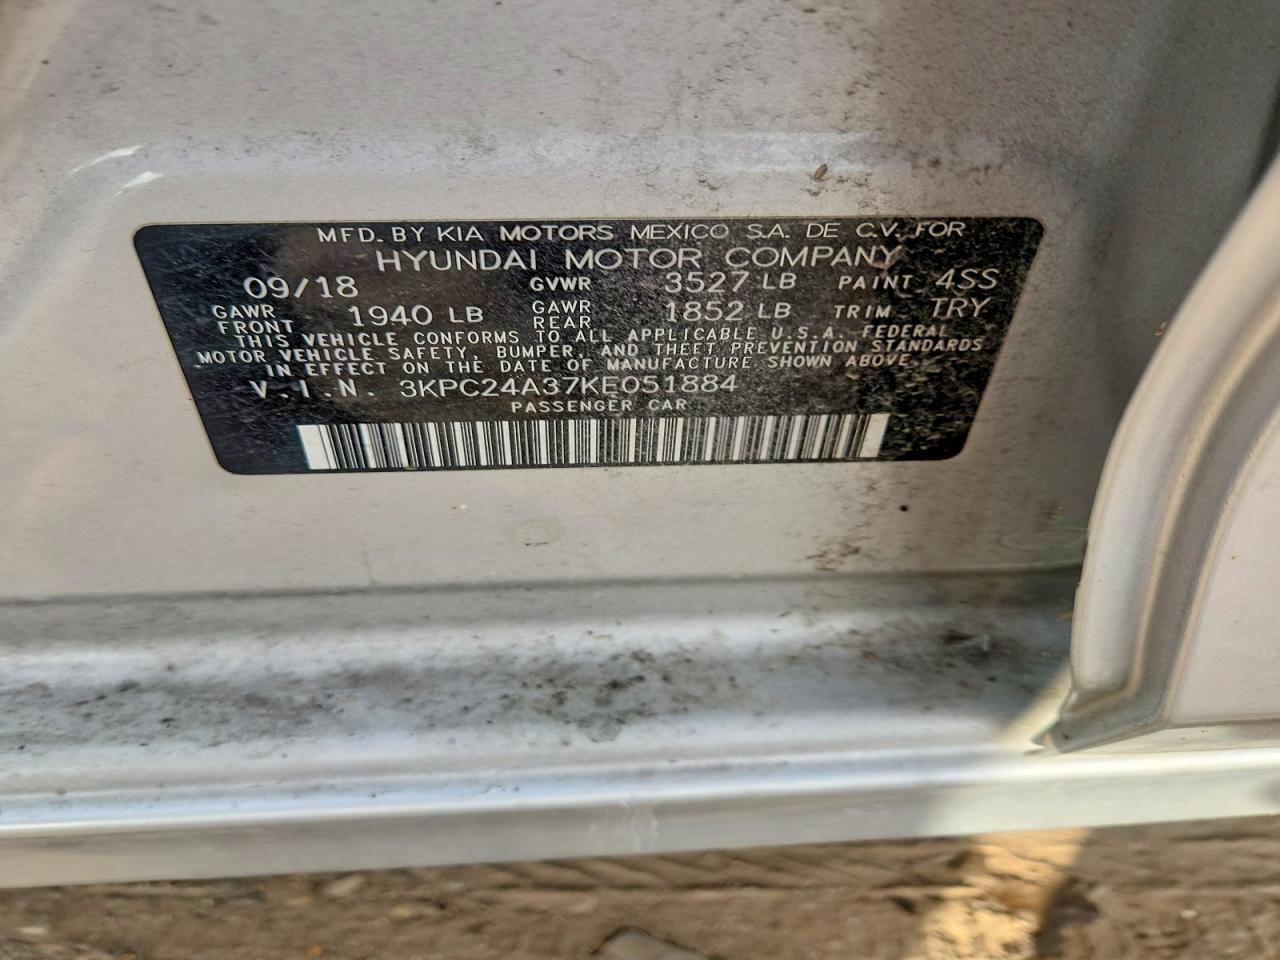 MFD. BY KIA MOTORS MEXICO S.A. DE C.V. FOR
HYUNDAI MOTOR COMPANY
09/18 GVWR 3527 LB PAINT 4SS
GAWR FRONT 1940 LB GAWR REAR 1852 LB TRIM TRY
THIS VEHICLE CONFORMS TO ALL APPLICABLE U.S.A. FEDERAL
MOTOR VEHICLE SAFETY, BUMPER, AND THEFT PREVENTION STANDARDS
IN EFFECT ON THE DATE OF MANUFACTURE SHOWN ABOVE.
V.I.N. 3KPC24A37KE051884
PASSENGER CAR